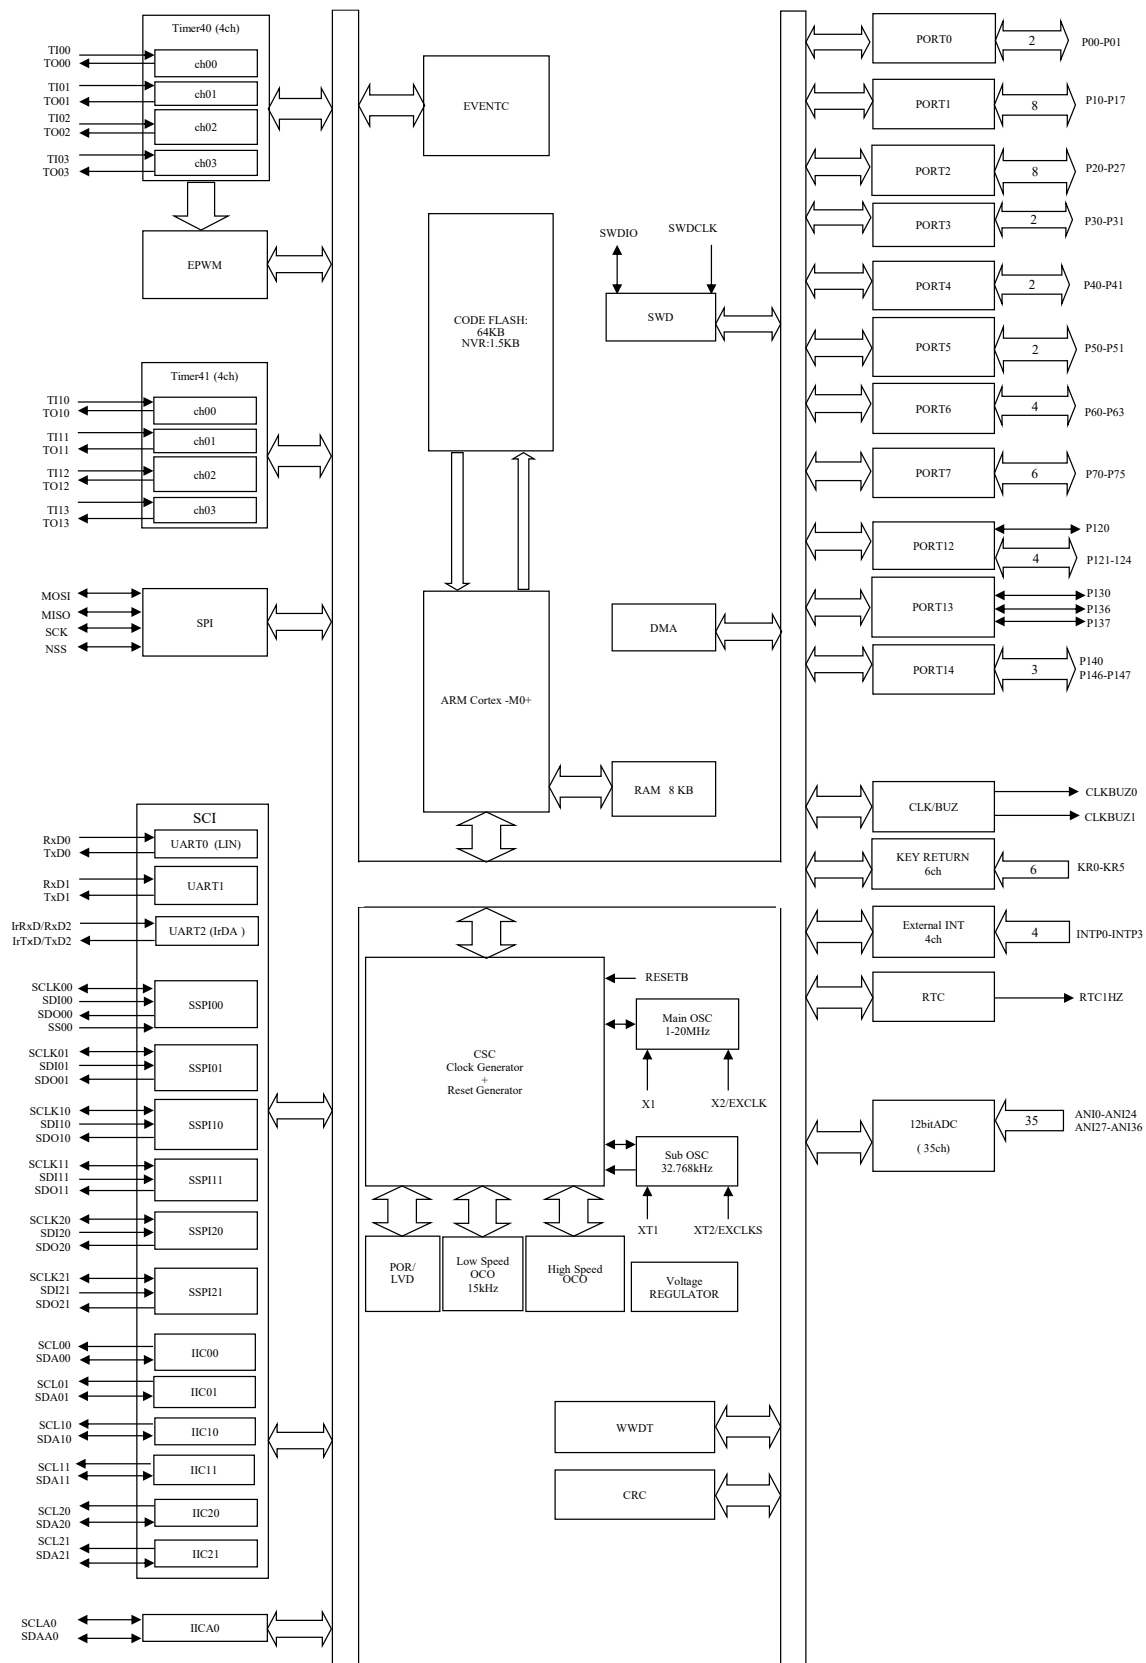 Timer40 (4ch)
TI00
TO00
ch00
TI01
TO01
ch01
TI02
TO02
ch02
TI03
TO03
ch03
EPWM
Timer41 (4ch)
TI10
TO10
ch00
TI11
TO11
ch01
TI12
TO12
ch02
TI13
TO13
ch03
MOSI
MISO
SCK
NSS
SPI
SCI
RxD0
TxD0
UART0 (LIN)
RxD1
TxD1
UART1
IrRxD/RxD2
IrTxD/TxD2
UART2 (IrDA )
SCLK00
SDI00
SDO00
SS00
SSPI00
SCLK01
SDI01
SDO01
SSPI01
SCLK10
SDI10
SDO10
SSPI10
SCLK11
SDI11
SDO11
SSPI11
SCLK20
SDI20
SDO20
SSPI20
SCLK21
SDI21
SDO21
SSPI21
SCL00
SDA00
IIC00
SCL01
SDA01
IIC01
SCL10
SDA10
IIC10
SCL11
SDA11
IIC11
SCL20
SDA20
IIC20
SCL21
SDA21
IIC21
SCLA0
SDAA0
IICA0
EVENTC
CODE FLASH:
64KB
NVR:1.5KB
SWDIO
SWDCLK
SWD
DMA
ARM Cortex -M0+
RAM 8 KB
CSC
Clock Generator
+
Reset Generator
RESETB
Main OSC
1-20MHz
X1
X2/EXCLK
Sub OSC
32.768kHz
XT1
XT2/EXCLKS
POR/
LVD
Low Speed
OCO
15kHz
High Speed
OCO
Voltage
REGULATOR
WWDT
CRC
PORT0
2
P00-P01
PORT1
8
P10-P17
PORT2
8
P20-P27
PORT3
2
P30-P31
PORT4
2
P40-P41
PORT5
2
P50-P51
PORT6
4
P60-P63
PORT7
6
P70-P75
PORT12
P120
4
P121-124
PORT13
P130
P136
P137
PORT14
3
P140
P146-P147
CLK/BUZ
CLKBUZ0
CLKBUZ1
KEY RETURN
6ch
6
KR0-KR5
External INT
4ch
4
INTP0-INTP3
RTC
RTC1HZ
12bitADC
( 35ch)
35
ANI0-ANI24
ANI27-ANI36